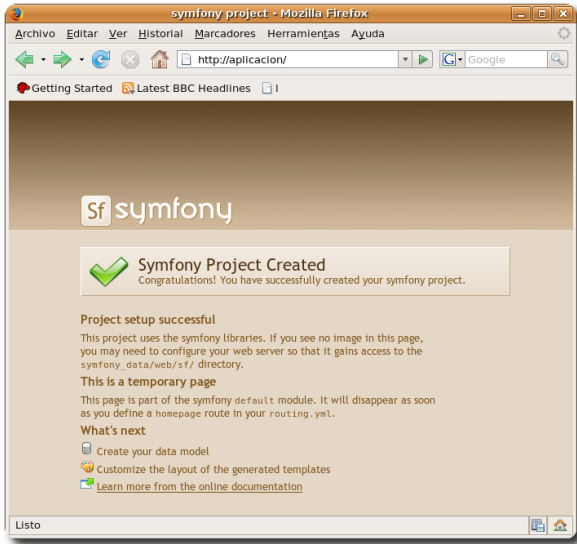 symfony project - Mozilla Firefox
Archivo Editar Ver Historial Marcadores Herramientas Ayuda
http://aplicacion/
G Google
Getting Started Latest BBC Headlines l
Sf symfony
Symfony Project Created
Congratulations! You have successfully created your symfony project.
Project setup successful
This project uses the symfony libraries. If you see no image in this page,
you may need to configure your web server so that it gains access to the
symfony_data/web/sf/ directory.
This is a temporary page
This page is part of the symfony default module. It will disappear as soon
as you define a homepage route in your routing.yml.
What's next
Create your data model
Customize the layout of the generated templates
Learn more from the online documentation
Listo